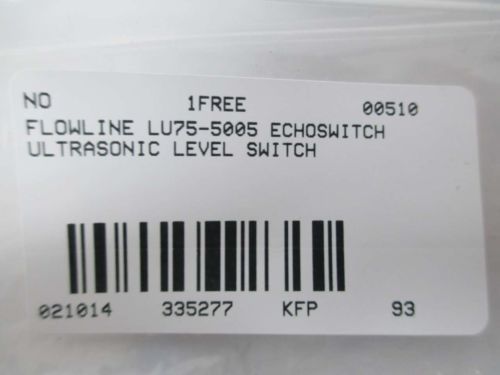 NO 1FREE 00510
FLOWLINE LU75-5005 ECHOSWITCH
ULTRASONIC LEVEL SWITCH
021014 335277 KFP 93